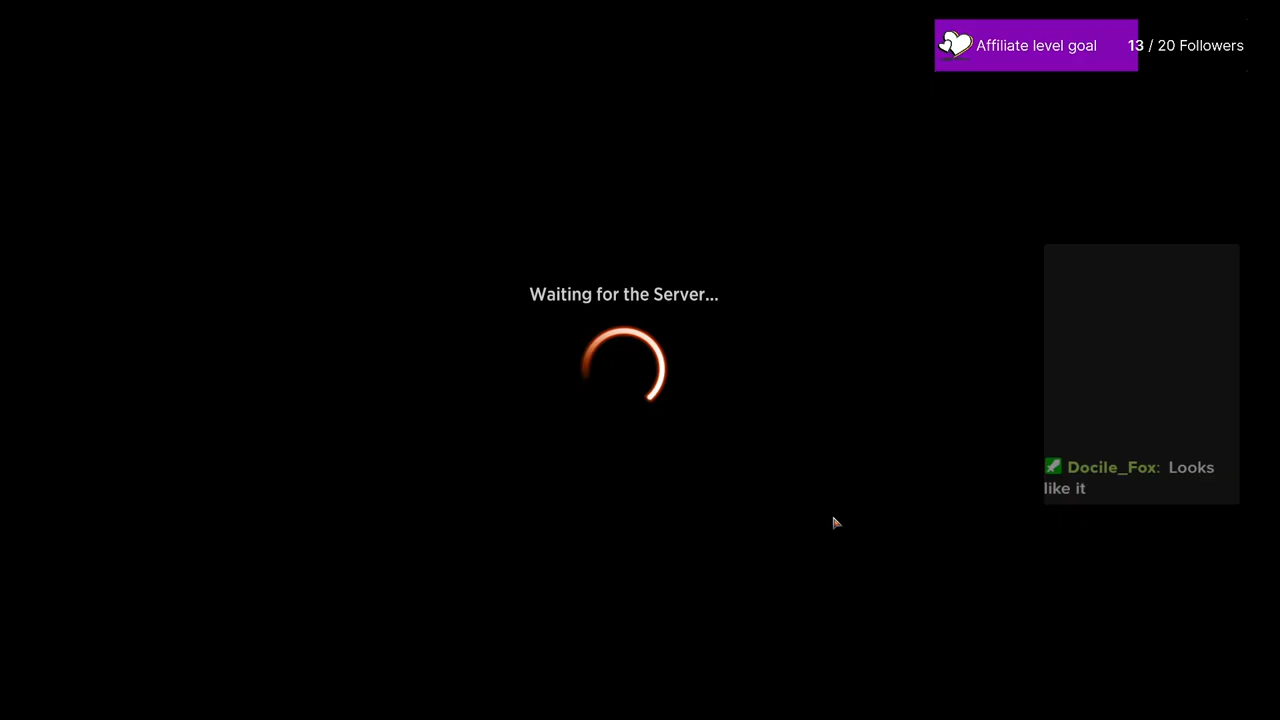 Affiliate level goal 13 / 20 Followers
Waiting for the Server...
Docile_Fox: Looks
like it